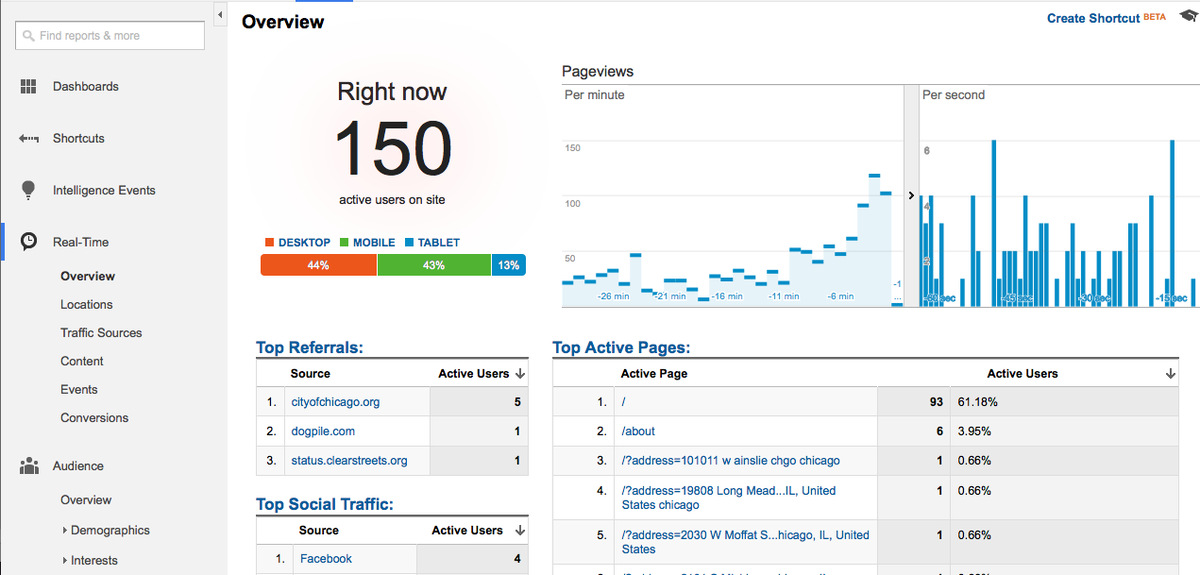 Find reports & more
Dashboards
Shortcuts
Intelligence Events
Real-Time
Overview
Locations
Traffic Sources
Content
Events
Conversions
Audience
Overview
Demographics
Interests
Overview
Create Shortcut BETA
Right now
150
active users on site
DESKTOP MOBILE TABLET
44% 43% 13%
Pageviews
Per minute
150
100
50
-26 min -21 min -16 min -11 min -6 min -1
...
Per second
6
4
2
-60 sec -45 sec -30 sec -15 sec
Top Referrals:
Source Active Users
1. cityofchicago.org 5
2. dogpile.com 1
3. status.clearstreets.org 1
Top Social Traffic:
Source Active Users
1. Facebook 4
Top Active Pages:
Active Page Active Users
1. / 93 61.18%
2. /about 6 3.95%
3. /?address=101011 w ainslie chgo chicago 1 0.66%
4. /?address=19808 Long Mead...IL, United 1 0.66%
States chicago
5. /?address=2030 W Moffat S...hicago, IL, United 1 0.66%
States